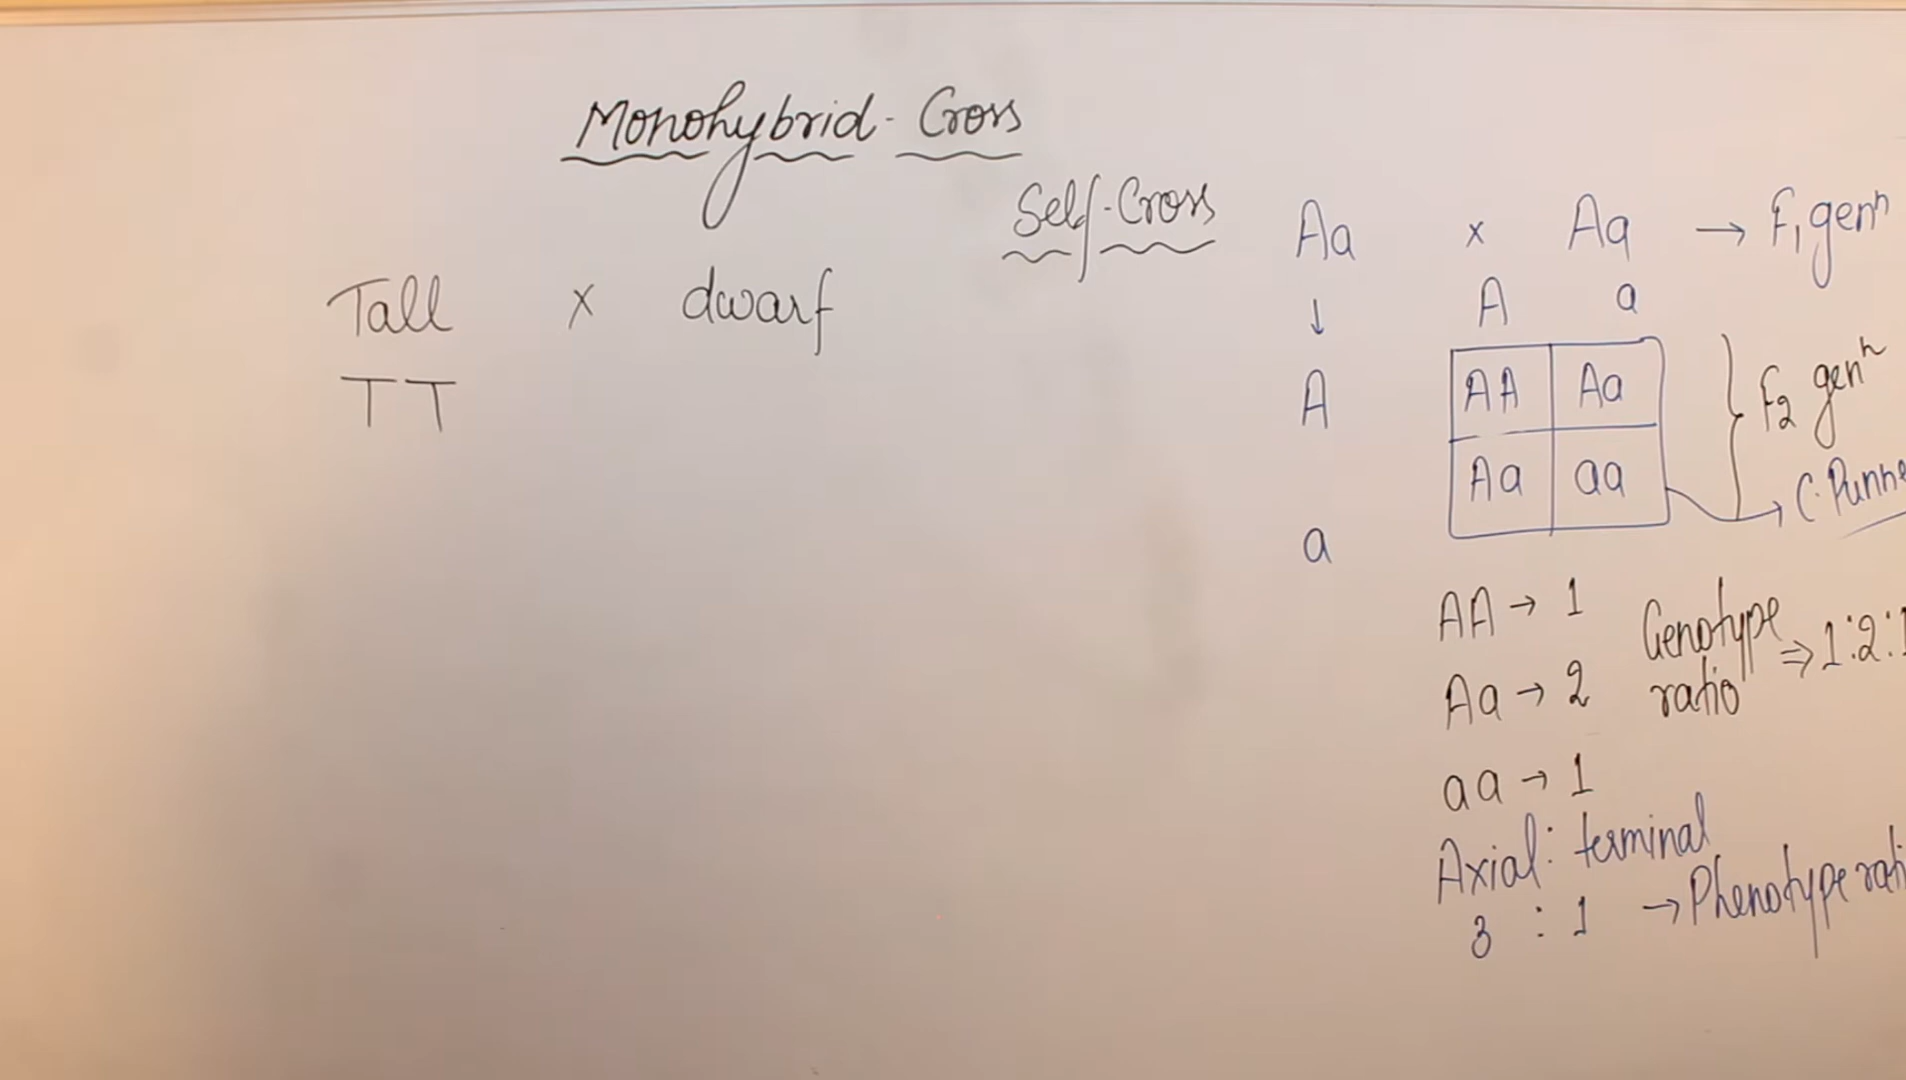 Monohybrid-Cross
Tall x dwarf
TT
Self-Cross
Aa x Aa → F1 genn
↓ A a
A AA Aa
a Aa aa
} F2 genn
→ C.
AA → 1
Aa → 2
aa → 1
Genotype ratio ⇒ 1:2:1
Axial: terminal
3 : 1 → Phenotype